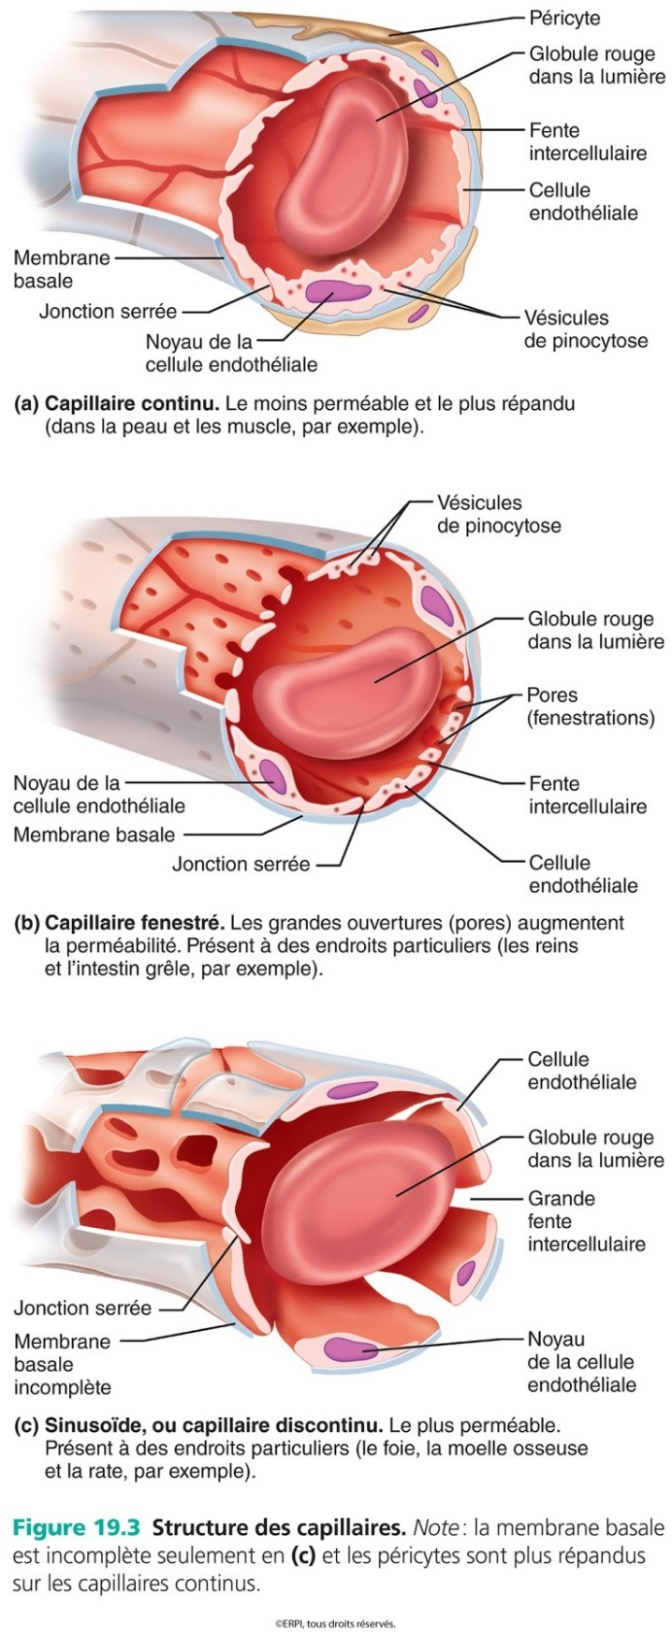 Péricyte
Globule rouge
dans la lumière
Fente
intercellulaire
Cellule
endothéliale
Membrane
basale
Jonction serrée
Noyau de la
cellule endothéliale
Vésicules
de pinocytose
(a) Capillaire continu. Le moins perméable et le plus répandu
(dans la peau et les muscle, par exemple).
Vésicules
de pinocytose
Globule rouge
dans la lumière
Pores
(fenestrations)
Noyau de la
cellule endothéliale
Fente
intercellulaire
Membrane basale
Jonction serrée
Cellule
endothéliale
(b) Capillaire fenestré. Les grandes ouvertures (pores) augmentent
la perméabilité. Présent à des endroits particuliers (les reins
et l'intestin grêle, par exemple).
Cellule
endothéliale
Globule rouge
dans la lumière
Grande
fente
intercellulaire
Jonction serrée
Membrane
basale
incomplète
Noyau
de la cellule
endothéliale
(c) Sinusoïde, ou capillaire discontinu. Le plus perméable.
Présent à des endroits particuliers (le foie, la moelle osseuse
et la rate, par exemple).
Figure 19.3 Structure des capillaires. Note : la membrane basale
est incomplète seulement en (c) et les péricytes sont plus répandus
sur les capillaires continus.
©ERPI, tous droits réservés.